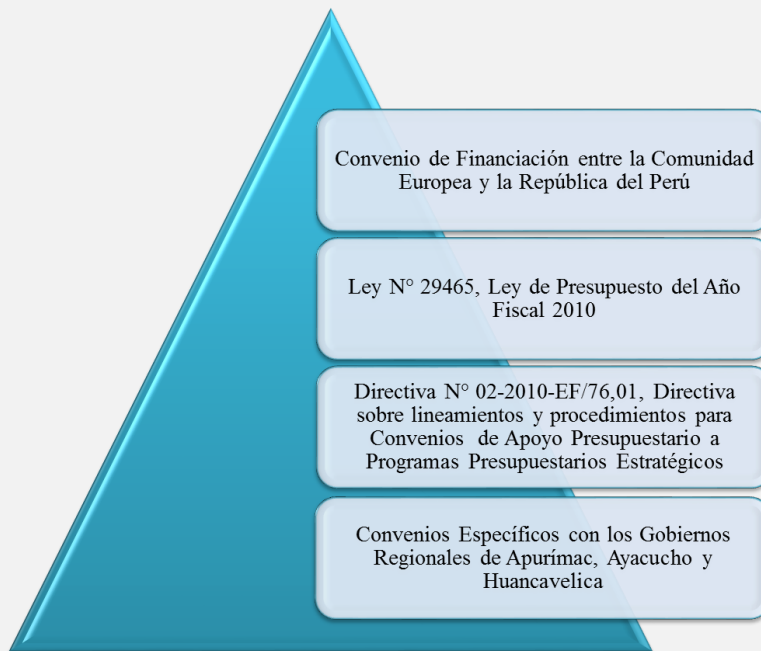 Convenio de Financiación entre la Comunidad
Europea y la República del Perú
Ley N° 29465, Ley de Presupuesto del Año
Fiscal 2010
Directiva N° 02-2010-EF/76,01, Directiva
sobre lineamientos y procedimientos para
Convenios de Apoyo Presupuestario a
Programas Presupuestarios Estratégicos
Convenios Específicos con los Gobiernos
Regionales de Apurímac, Ayacucho y
Huancavelica